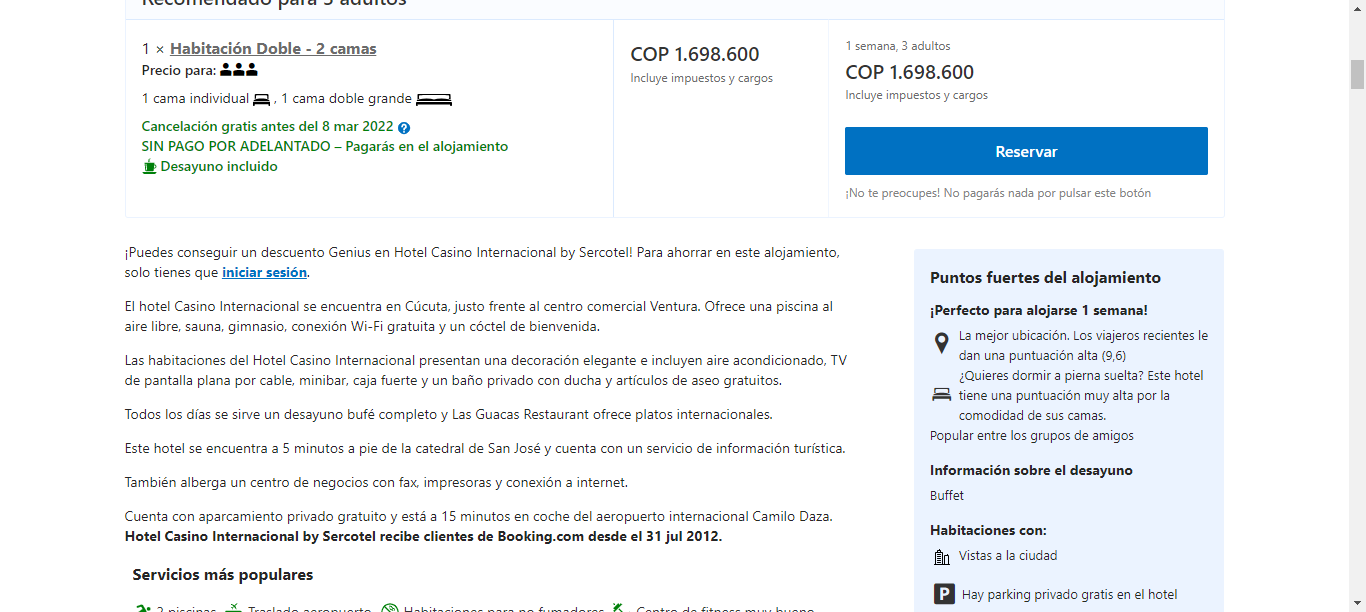 Recomendado para 3 adultos
1 × Habitación Doble - 2 camas
Precio para:
1 cama individual , 1 cama doble grande
Cancelación gratis antes del 8 mar 2022 ?
SIN PAGO POR ADELANTADO – Pagarás en el alojamiento
Desayuno incluido
COP 1.698.600
Incluye impuestos y cargos
1 semana, 3 adultos
COP 1.698.600
Incluye impuestos y cargos
Reservar
¡No te preocupes! No pagarás nada por pulsar este botón
¡Puedes conseguir un descuento Genius en Hotel Casino Internacional by Sercotel! Para ahorrar en este alojamiento,
solo tienes que iniciar sesión.
El hotel Casino Internacional se encuentra en Cúcuta, justo frente al centro comercial Ventura. Ofrece una piscina al
aire libre, sauna, gimnasio, conexión Wi-Fi gratuita y un cóctel de bienvenida.
Las habitaciones del Hotel Casino Internacional presentan una decoración elegante e incluyen aire acondicionado, TV
de pantalla plana por cable, minibar, caja fuerte y un baño privado con ducha y artículos de aseo gratuitos.
Todos los días se sirve un desayuno bufé completo y Las Guacas Restaurant ofrece platos internacionales.
Este hotel se encuentra a 5 minutos a pie de la catedral de San José y cuenta con un servicio de información turística.
También alberga un centro de negocios con fax, impresoras y conexión a internet.
Cuenta con aparcamiento privado gratuito y está a 15 minutos en coche del aeropuerto internacional Camilo Daza.
Hotel Casino Internacional by Sercotel recibe clientes de Booking.com desde el 31 jul 2012.
Servicios más populares
2 piscinas Traslado aeropuerto Habitaciones para no fumadores Centro de fitness muy bueno
Puntos fuertes del alojamiento
¡Perfecto para alojarse 1 semana!
La mejor ubicación. Los viajeros recientes le
dan una puntuación alta (9,6)
¿Quieres dormir a pierna suelta? Este hotel
tiene una puntuación muy alta por la
comodidad de sus camas.
Popular entre los grupos de amigos
Información sobre el desayuno
Buffet
Habitaciones con:
Vistas a la ciudad
P Hay parking privado gratis en el hotel